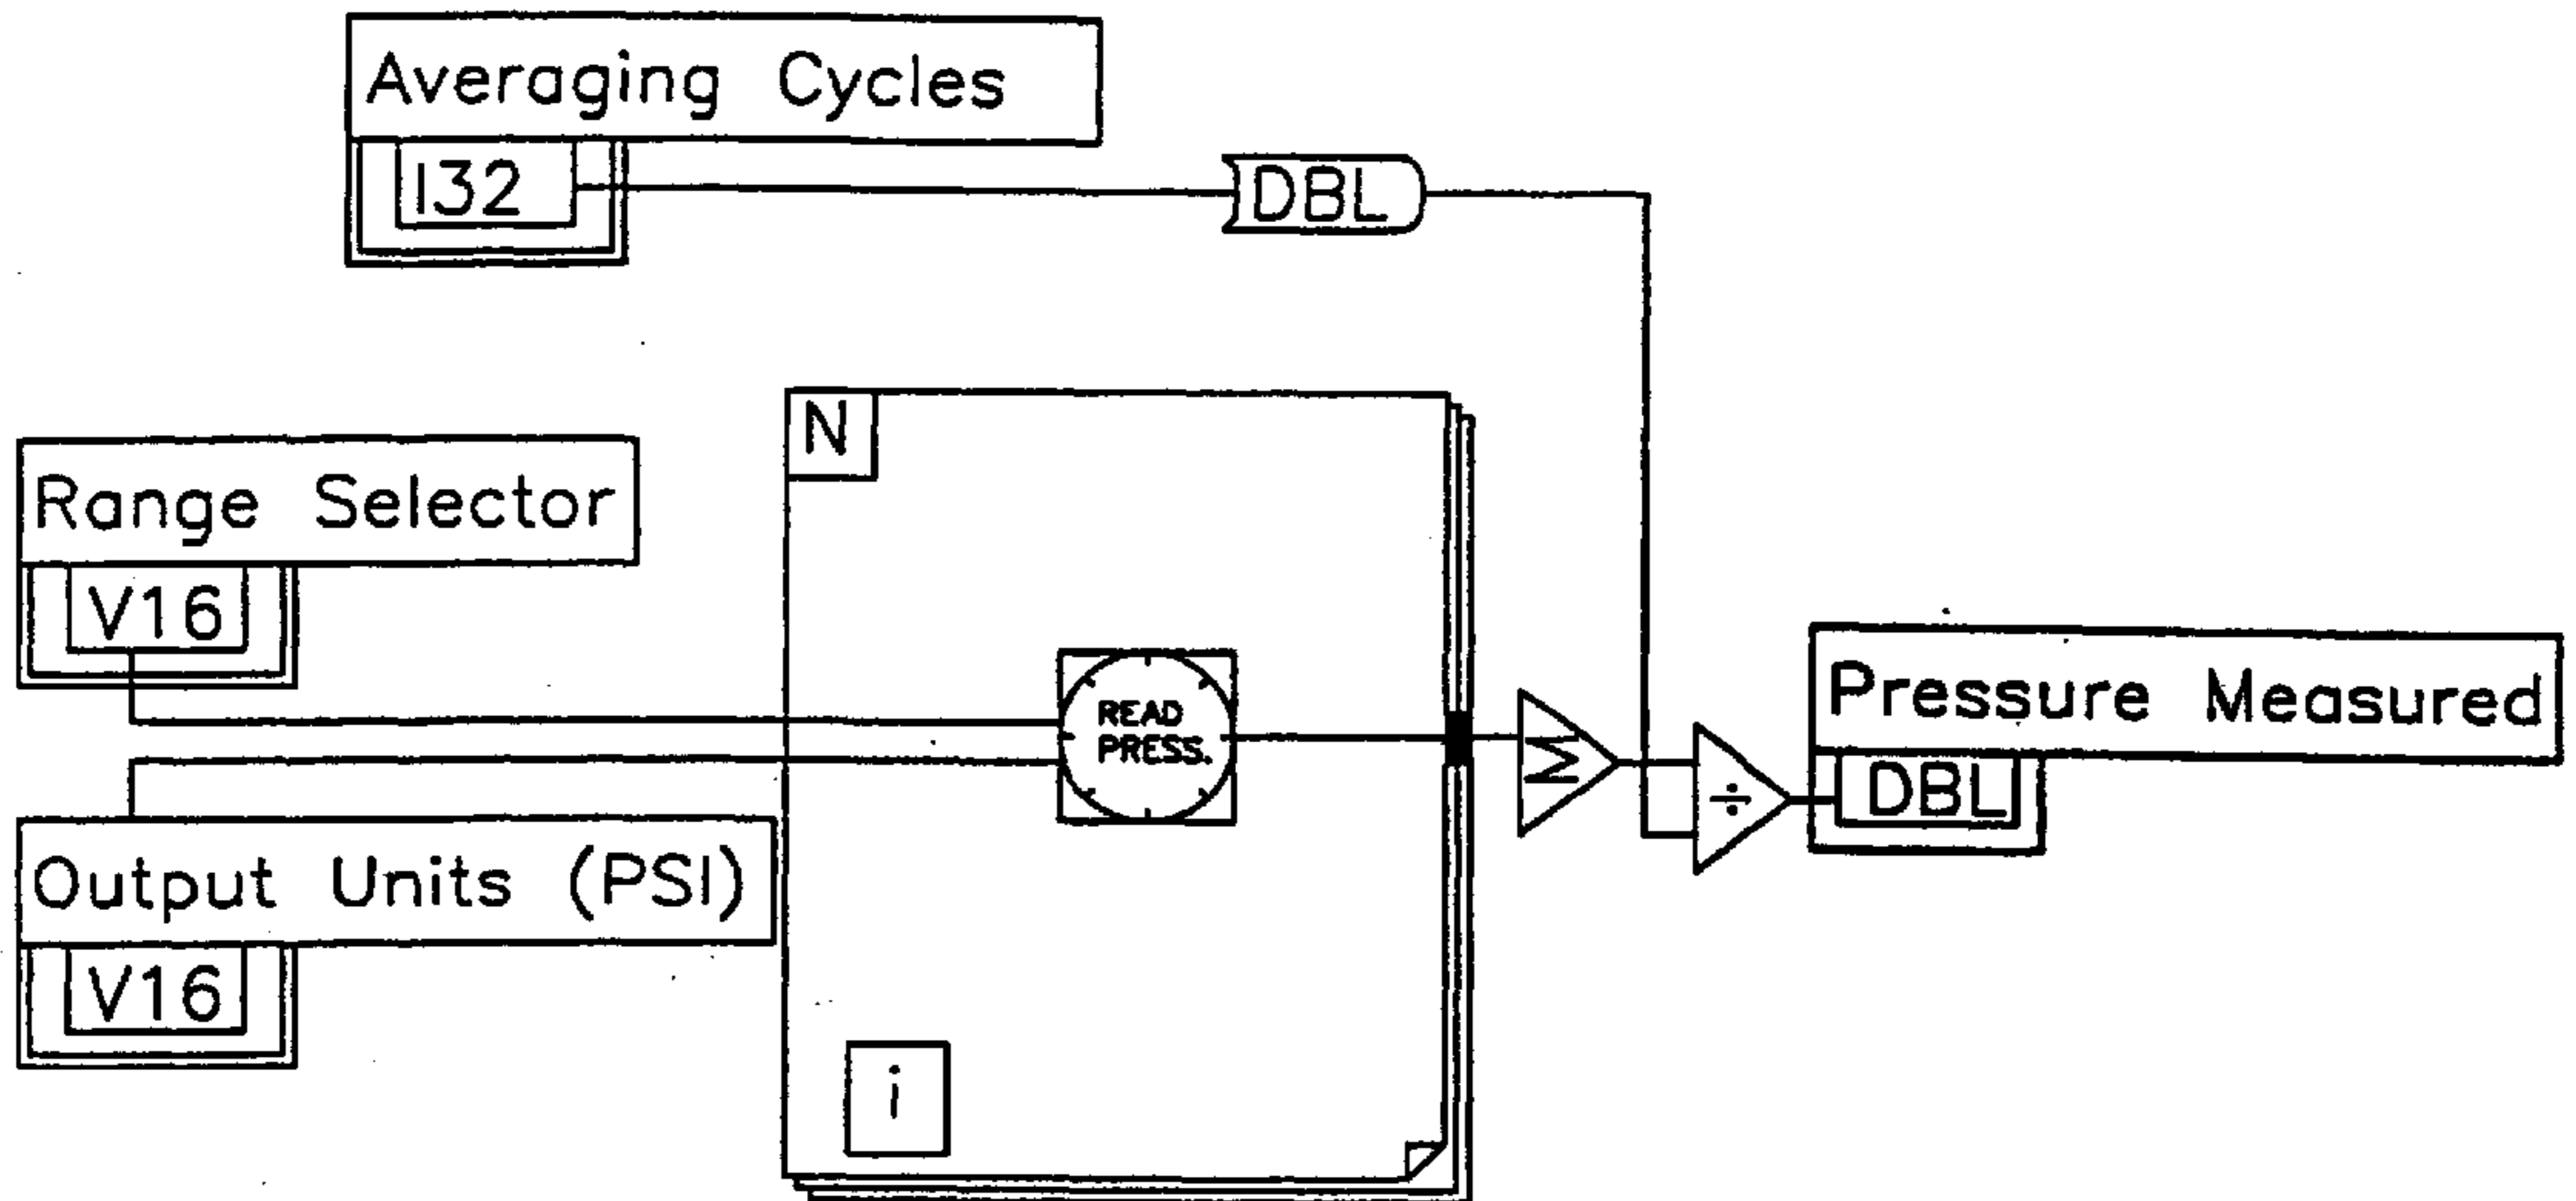 Averaging Cycles
I32
DBL
N
Range Selector
V16
READ
PRESS.
Σ
÷
Pressure Measured
DBL
Output Units (PSI)
V16
i